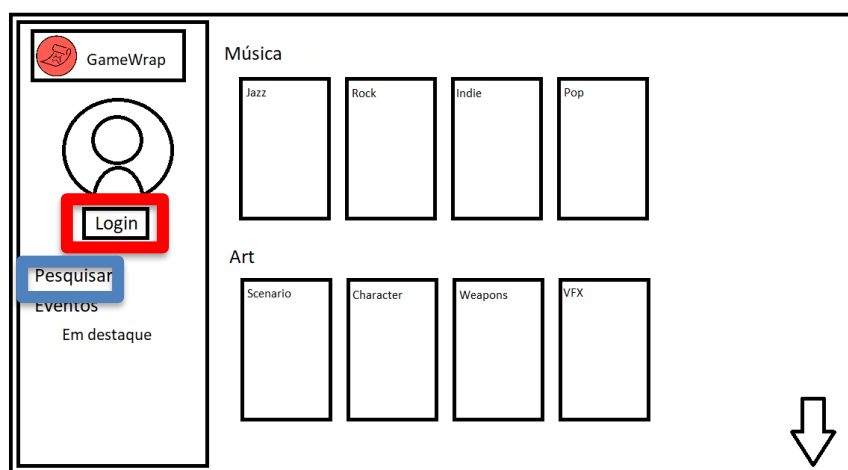 GameWrap
Login
Pesquisar
Eventos
Em destaque
Música
Jazz
Rock
Indie
Pop
Art
Scenario
Character
Weapons
VFX